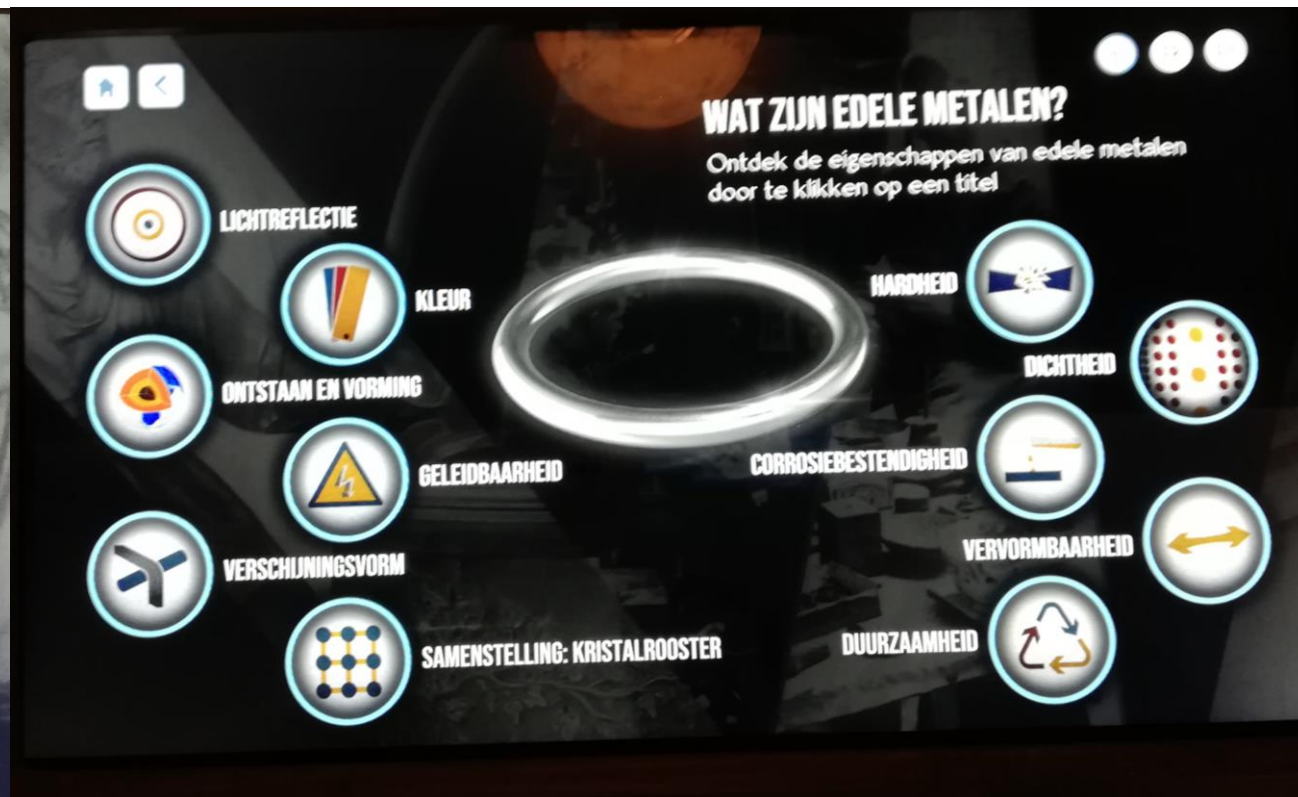 WAT ZIJN EDELE METALEN?
Ontdek de eigenschappen van edele metalen
door te klikken op een titel
LICHTREFLECTIE
KLEUR
ONTSTAAN EN VORMING
GELEIDBAARHEID
VERSCHIJNINGSVORM
SAMENSTELLING: KRISTALROOSTER
HARDHEID
DICHTHEID
CORROSIEBESTENDIGHEID
VERVORMBAARHEID
DUURZAAMHEID